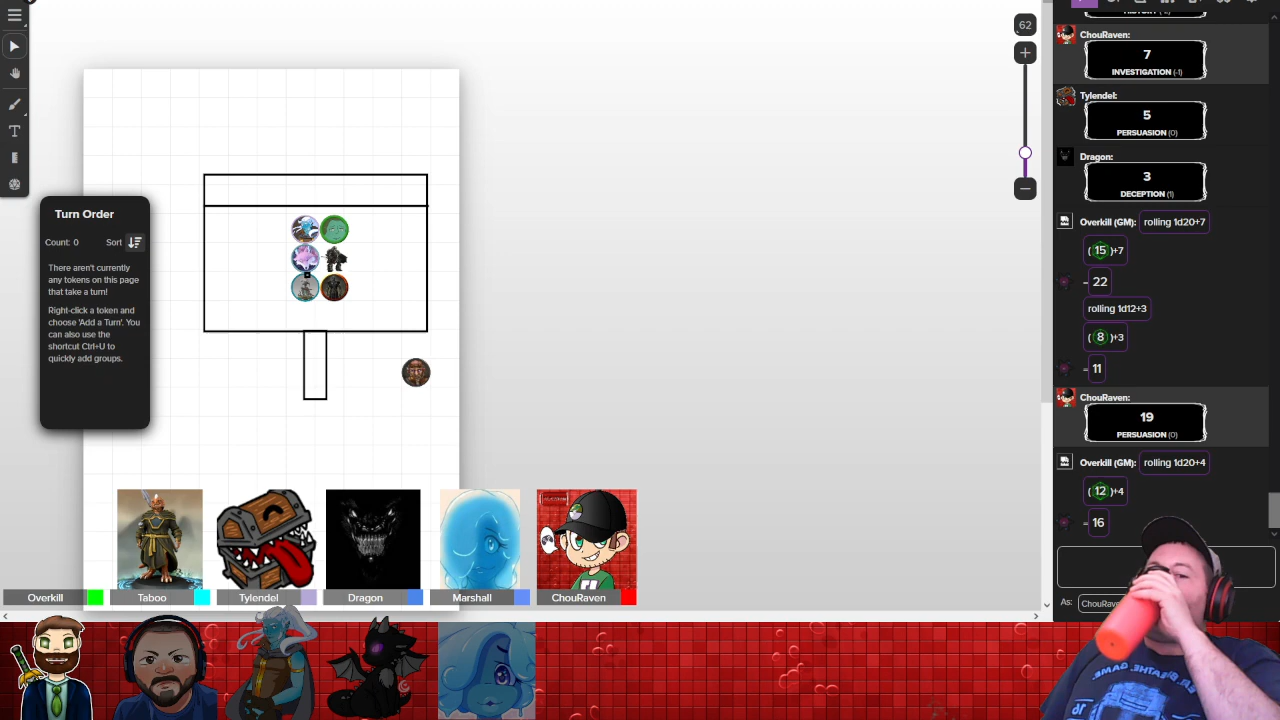 62
ChouRaven:
7
INVESTIGATION (-1)
Tylendel:
5
PERSUASION (0)
Dragon:
3
DECEPTION (1)
Turn Order
Count: 0 Sort
There aren't currently
any tokens on this page
that take a turn!
Right-click a token and
choose 'Add a Turn'. You
can also use the
shortcut Ctrl+U to
quickly add groups.
Overkill (GM): rolling 1d20+7
(15)+7
=22
rolling 1d12+3
(8)+3
=11
ChouRaven:
19
PERSUASION (0)
Overkill (GM): rolling 1d20+4
(12)+4
=16
As: ChouRave
Overkill
Taboo
Tylendel
Dragon
Marshall
ChouRaven